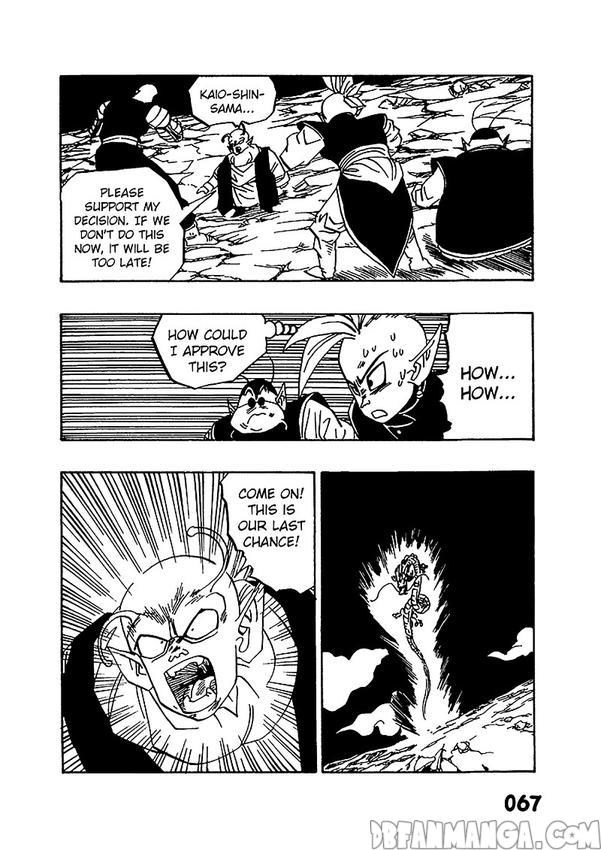 KAIO-SHIN-
SAMA...
PLEASE
SUPPORT MY
DECISION. IF WE
DON'T DO THIS
NOW, IT WILL BE
TOO LATE!
HOW COULD
I APPROVE
THIS?
HOW...
HOW...
COME ON!
THIS IS
OUR LAST
CHANCE!
067
DBFANMANGA.COM